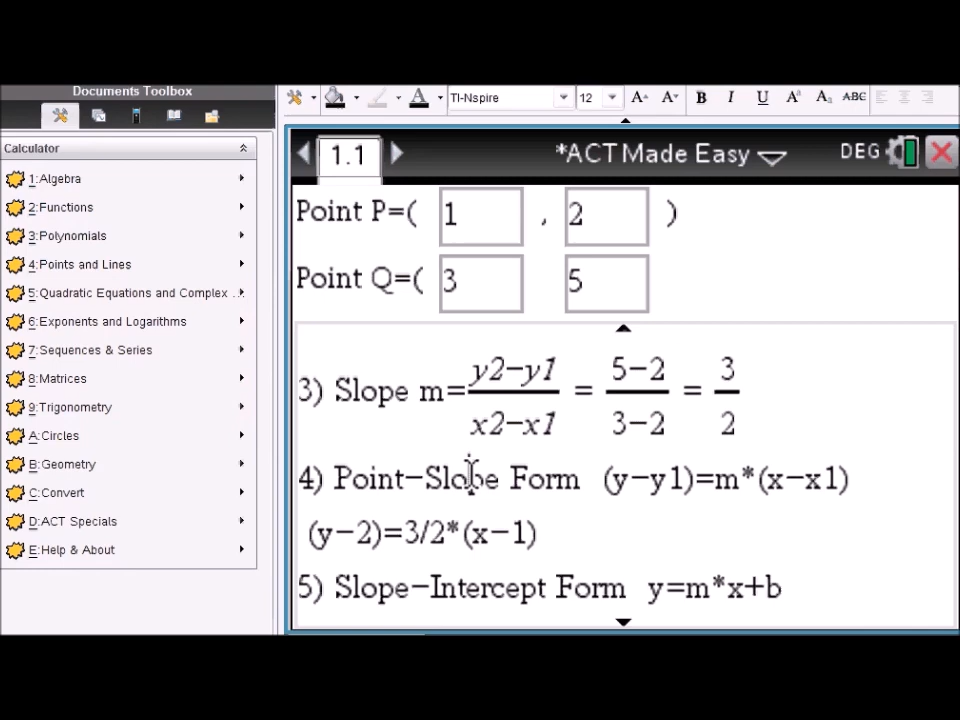 Documents Toolbox
TI-Nspire 12 A A B I U Aª Aₐ ABC
Calculator
1:Algebra
2:Functions
3:Polynomials
4:Points and Lines
5:Quadratic Equations and Complex ...
6:Exponents and Logarithms
7:Sequences & Series
8:Matrices
9:Trigonometry
A:Circles
B:Geometry
C:Convert
D:ACT Specials
E:Help & About
1.1 *ACT Made Easy DEG
Point P=( 1 , 2 )
Point Q=( 3 5
3) Slope m= y2−y1 / x2−x1 = 5−2 / 3−2 = 3 / 2
4) Point−Slope Form (y−y1)=m*(x−x1)
(y−2)=3/2*(x−1)
5) Slope−Intercept Form y=m*x+b